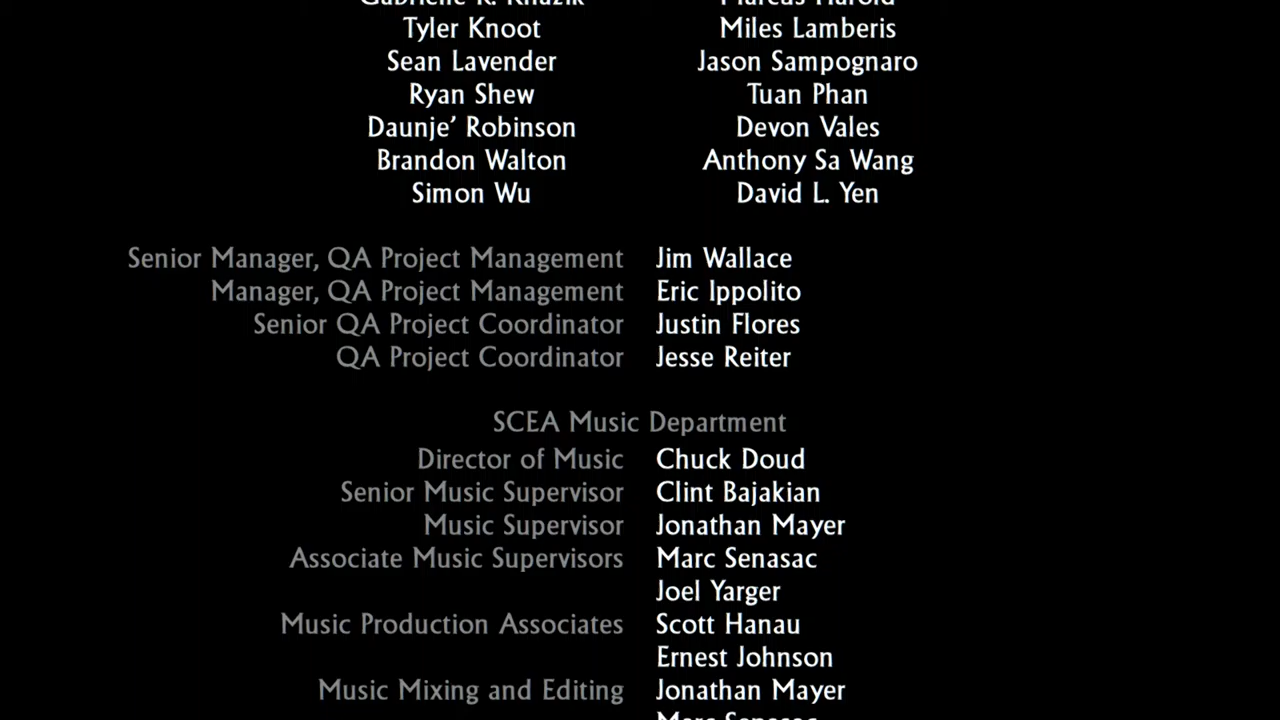 Tyler Knoot Miles Lamberis
Sean Lavender Jason Sampognaro
Ryan Shew Tuan Phan
Daunje’ Robinson Devon Vales
Brandon Walton Anthony Sa Wang
Simon Wu David L. Yen
Senior Manager, QA Project Management Jim Wallace
Manager, QA Project Management Eric Ippolito
Senior QA Project Coordinator Justin Flores
QA Project Coordinator Jesse Reiter
SCEA Music Department
Director of Music Chuck Doud
Senior Music Supervisor Clint Bajakian
Music Supervisor Jonathan Mayer
Associate Music Supervisors Marc Senasac
Joel Yarger
Music Production Associates Scott Hanau
Ernest Johnson
Music Mixing and Editing Jonathan Mayer